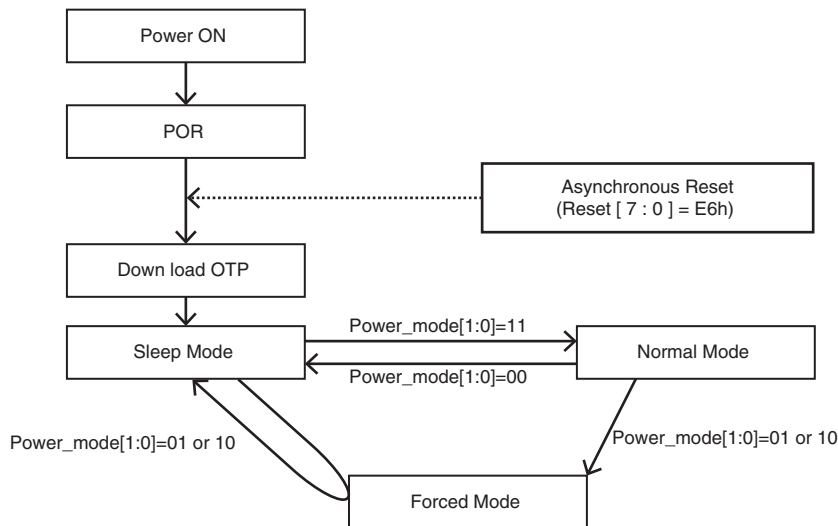 Power ON
POR
Asynchronous Reset
(Reset [ 7 : 0 ] = E6h)
Down load OTP
Power_mode[1:0]=11
Sleep Mode
Normal Mode
Power_mode[1:0]=00
Power_mode[1:0]=01 or 10
Power_mode[1:0]=01 or 10
Forced Mode